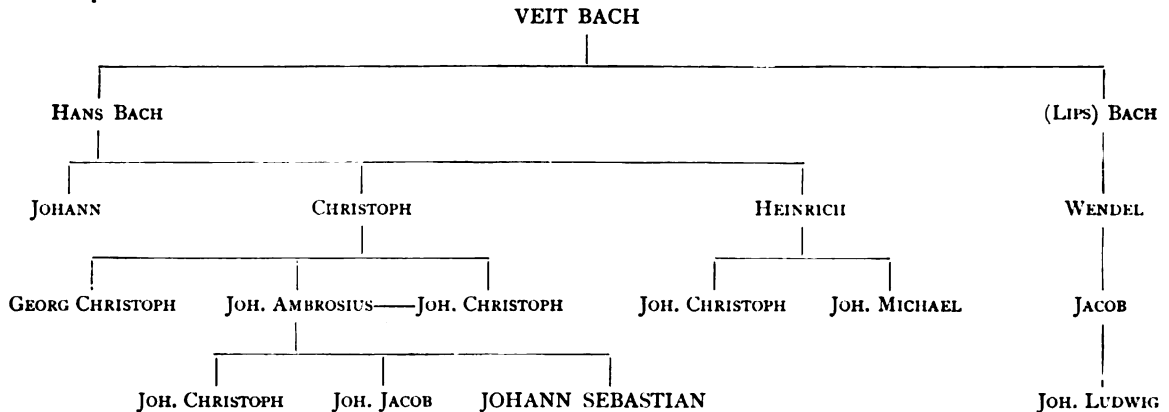 VEIT BACH
HANS BACH (LIPS) BACH
JOHANN CHRISTOPH HEINRICH WENDEL
GEORG CHRISTOPH JOH. AMBROSIUS JOH. CHRISTOPH JOH. CHRISTOPH JOH. MICHAEL JACOB
JOH. CHRISTOPH JOH. JACOB JOHANN SEBASTIAN JOH. LUDWIG